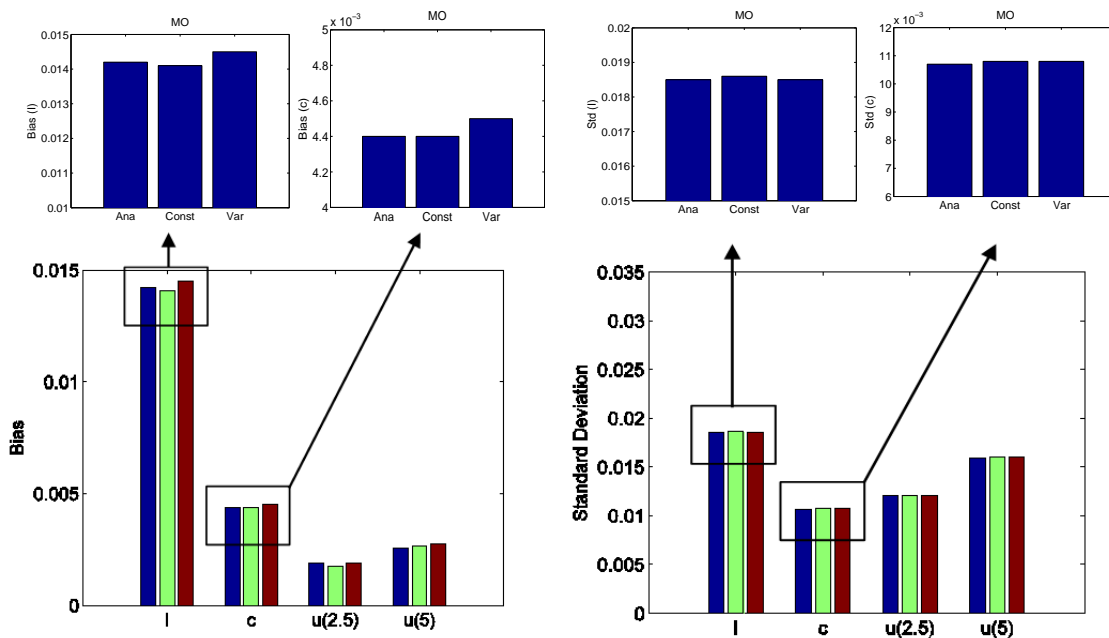 MO
0.015
0.014
0.013
0.012
0.011
0.01
Bias (l)
Ana Const Var
MO
5 x 10⁻³
4.8
4.6
4.4
4.2
4
Bias (c)
Ana Const Var
MO
0.02
0.019
0.018
0.017
0.016
0.015
Std (l)
Ana Const Var
MO
12 x 10⁻³
11
10
9
8
7
6
Std (c)
Ana Const Var
0.015
0.01
0.005
0
Bias
l c u(2.5) u(5)
0.035
0.03
0.025
0.02
0.015
0.01
0.005
0
Standard Deviation
l c u(2.5) u(5)